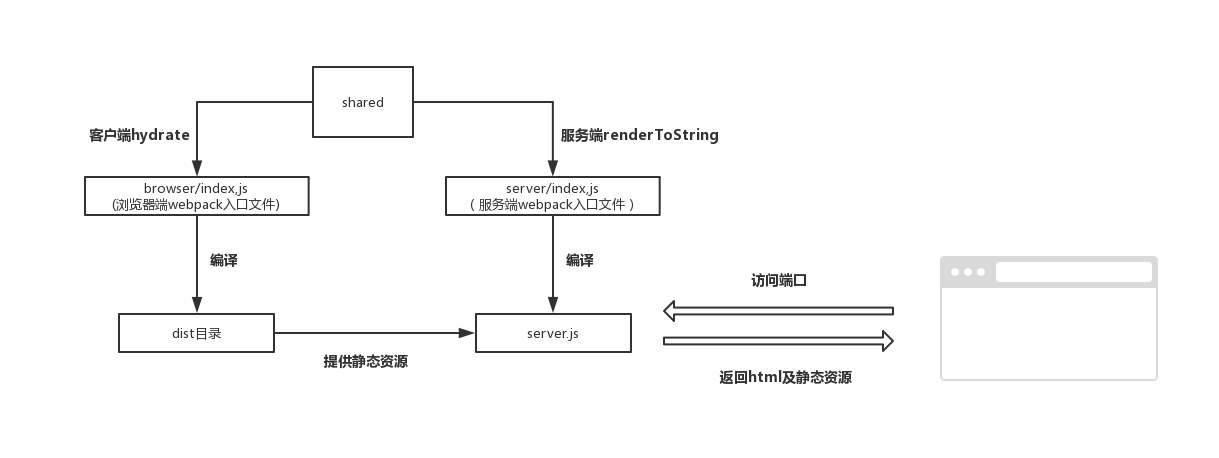 shared
客户端hydrate
服务端renderToString
browser/index,js
(浏览器端webpack入口文件)
server/index,js
（ 服务端webpack入口文件 ）
编译
编译
访问端口
dist目录
server.js
提供静态资源
返回html及静态资源